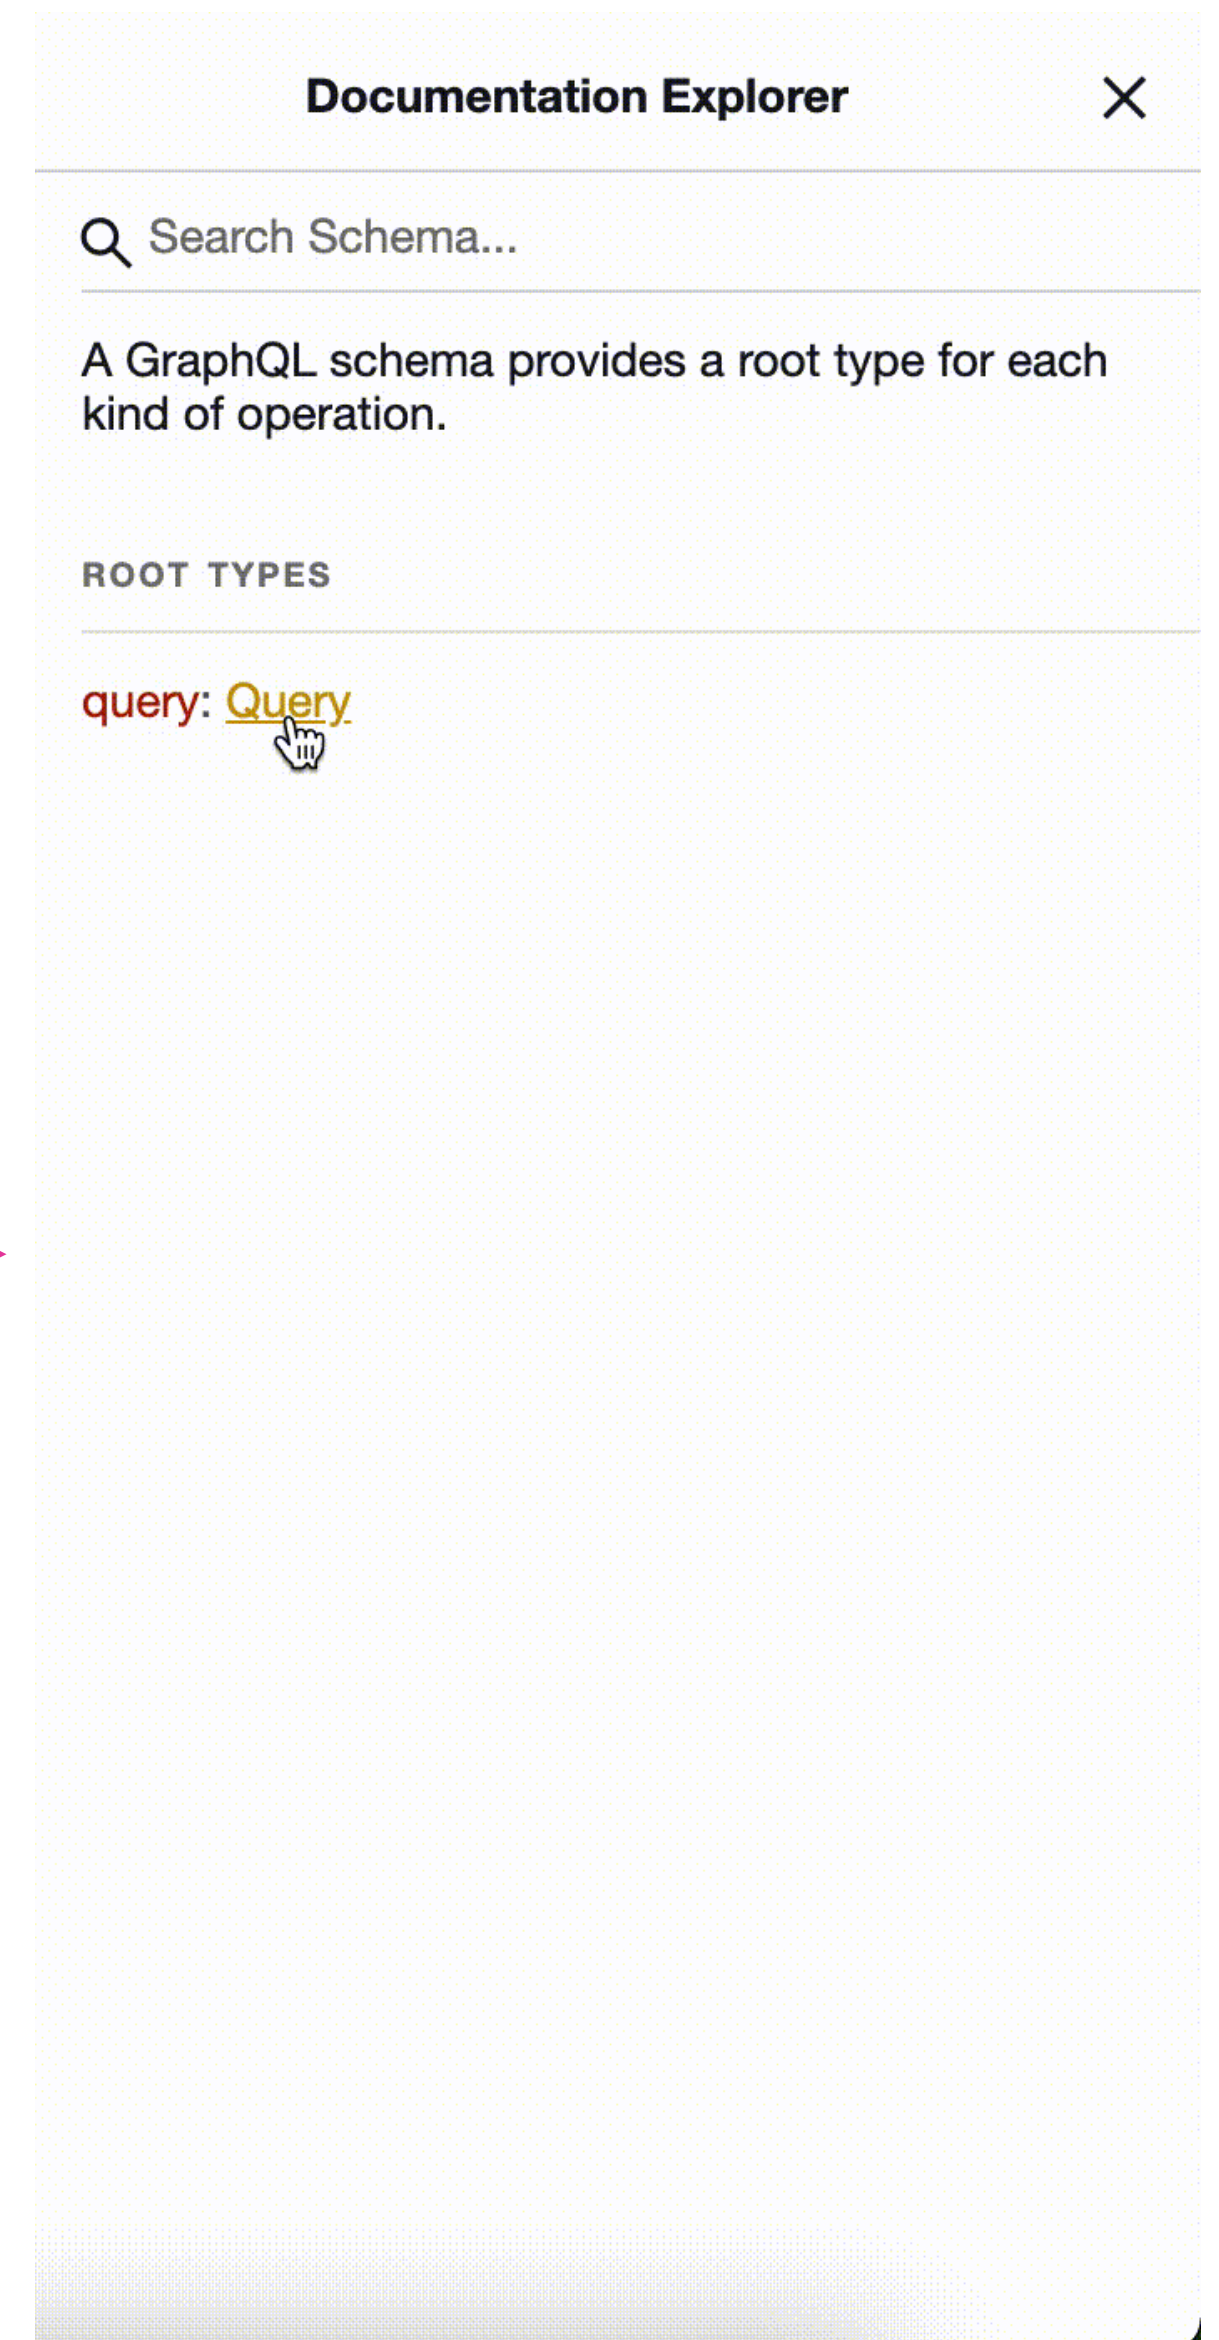 Documentation Explorer
Search Schema...
A GraphQL schema provides a root type for each
kind of operation.
ROOT TYPES
query: Query